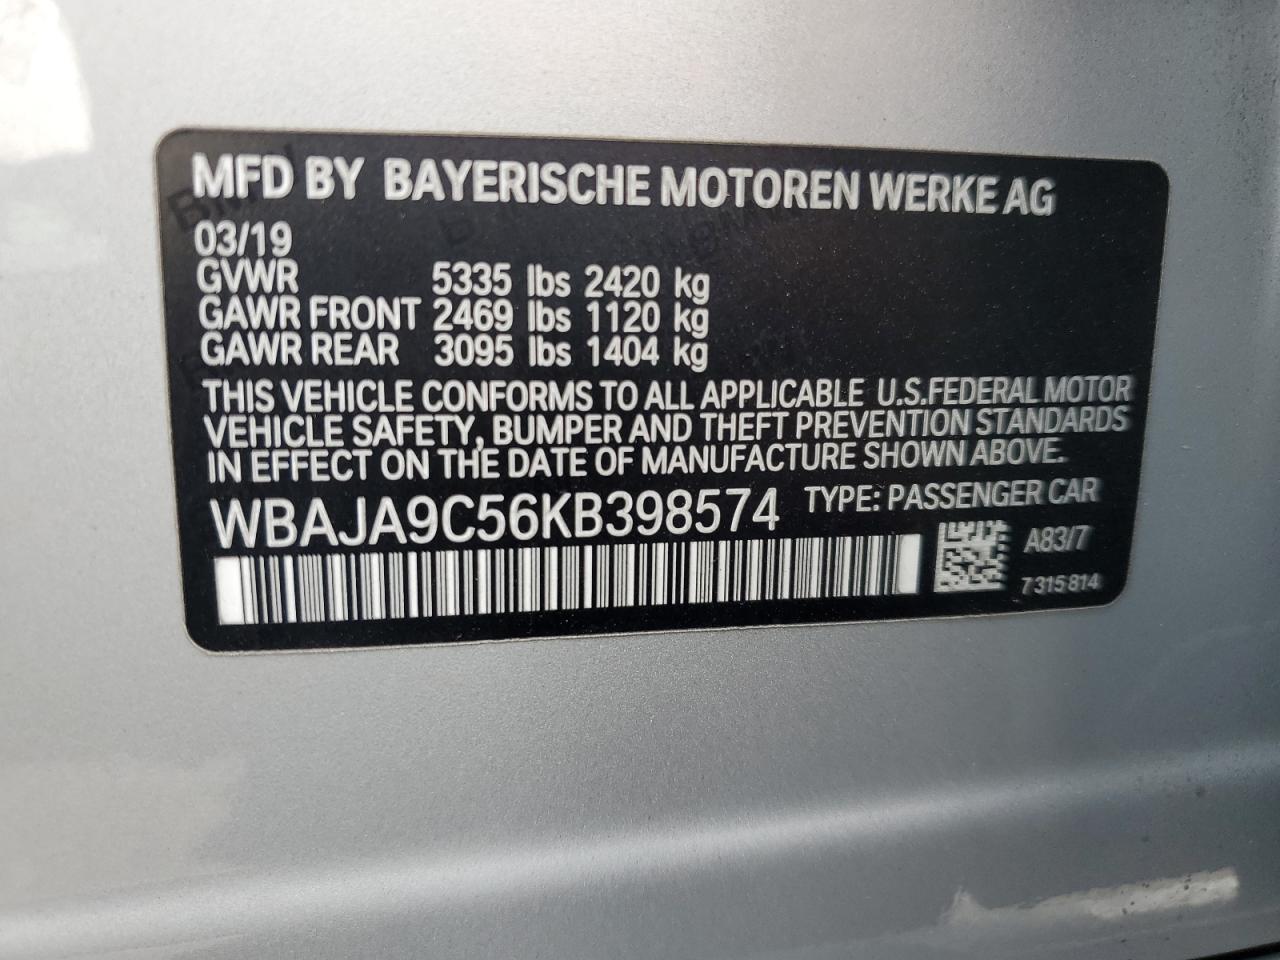 MFD BY BAYERISCHE MOTOREN WERKE AG
03/19
GVWR 5335 lbs 2420 kg
GAWR FRONT 2469 lbs 1120 kg
GAWR REAR 3095 lbs 1404 kg
THIS VEHICLE CONFORMS TO ALL APPLICABLE U.S.FEDERAL MOTOR
VEHICLE SAFETY, BUMPER AND THEFT PREVENTION STANDARDS
IN EFFECT ON THE DATE OF MANUFACTURE SHOWN ABOVE.
WBAJA9C56KB398574 TYPE: PASSENGER CAR
A83/7
7 315 814